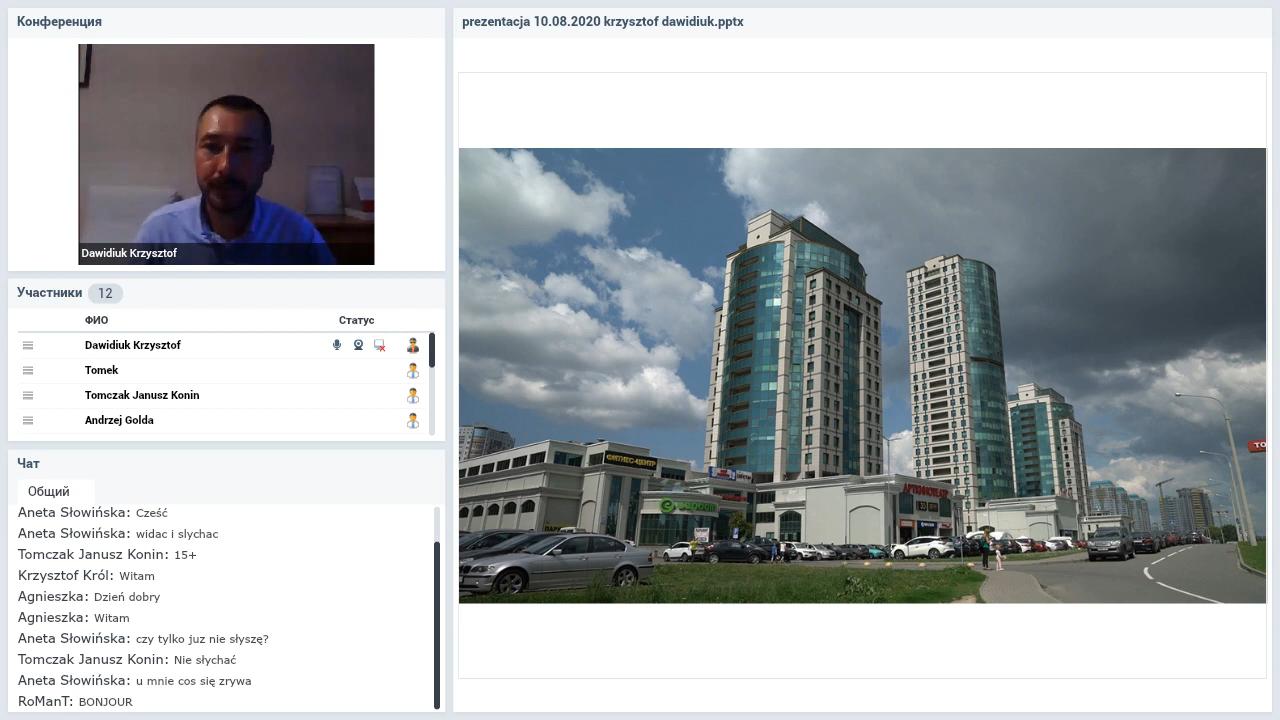 Конференция
Dawidiuk Krzysztof
Участники 12
ФИО Статус
Dawidiuk Krzysztof
Tomek
Tomczak Janusz Konin
Andrzej Golda
Чат
Общий
Aneta Słowińska: Cześć
Aneta Słowińska: widac i slychac
Tomczak Janusz Konin: 15+
Krzysztof Król: Witam
Agnieszka: Dzień dobry
Agnieszka: Witam
Aneta Słowińska: czy tylko juz nie słyszę?
Tomczak Janusz Konin: Nie słychać
Aneta Słowińska: u mnie cos się zrywa
RoManT: BONJOUR
prezentacja 10.08.2020 krzysztof dawidiuk.pptx
ФИТНЕС-ЦЕНТР
Green